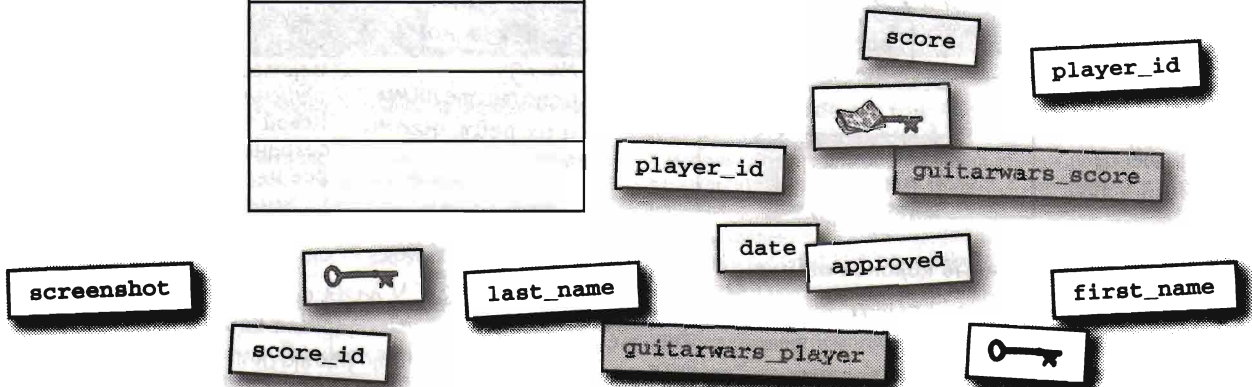 score
player_id
player_id
guitarwars_score
date
approved
screenshot
last_name
first_name
score_id
guitarwars_player